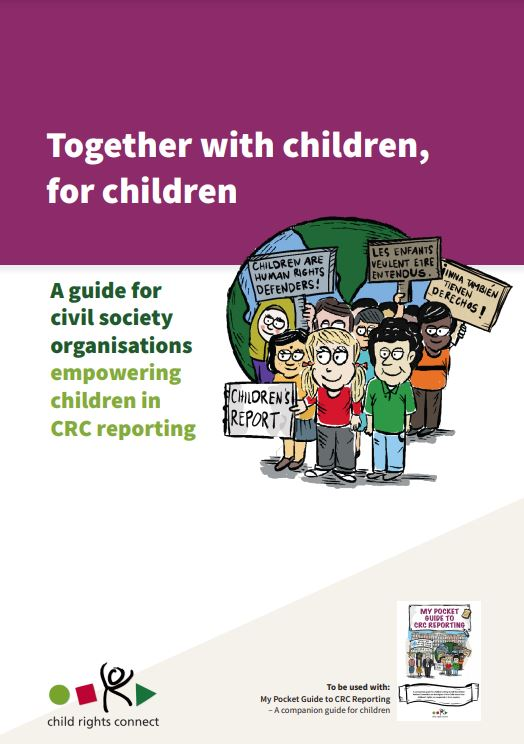 Together with children,
for children
A guide for
civil society
organisations
empowering
children in
CRC reporting
CHILDREN ARE
HUMAN RIGHTS
DEFENDERS!
LES ENFANTS
VEULENT ETRE
ENTENDUS.
TAMBIÉN
TIENEN
DERECHOS!
CHILDREN'S
REPORT
MY POCKET
GUIDE TO
CRC REPORTING
To be used with:
My Pocket Guide to CRC Reporting
– A companion guide for children
child rights connect